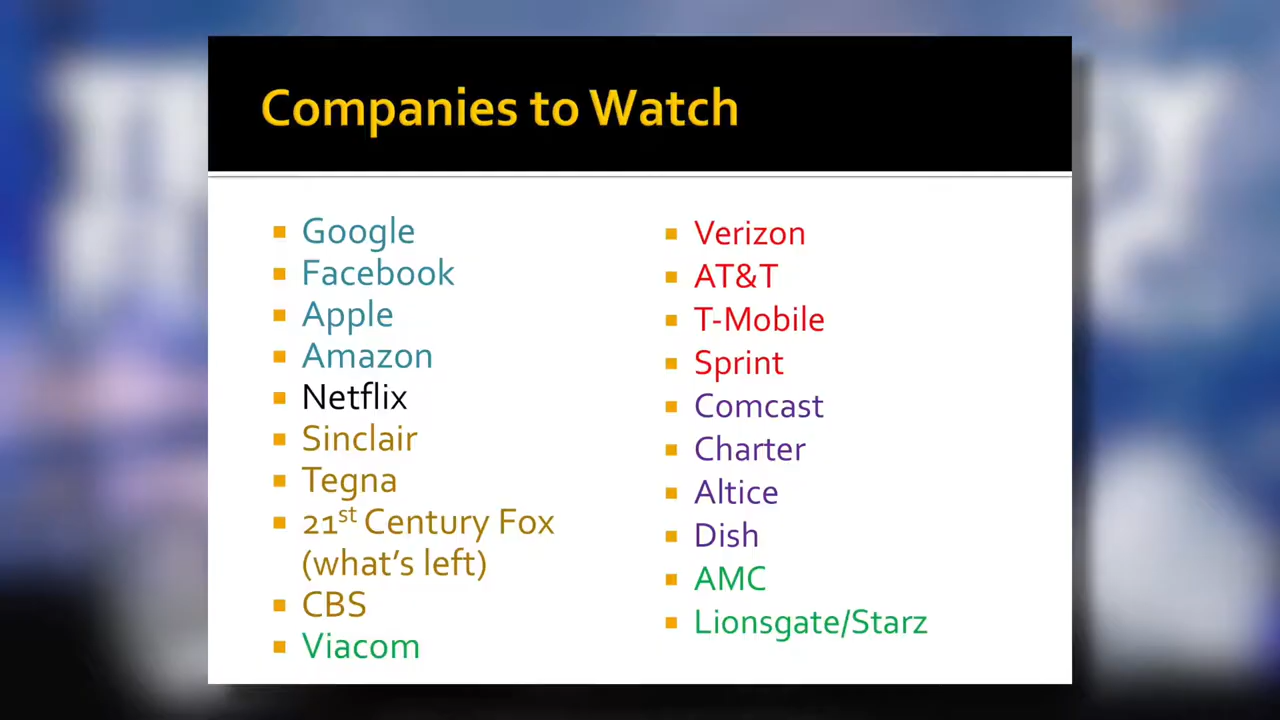 Companies to Watch
Google
Facebook
Apple
Amazon
Netflix
Sinclair
Tegna
21st Century Fox
(what's left)
CBS
Viacom
Verizon
AT&T
T-Mobile
Sprint
Comcast
Charter
Altice
Dish
AMC
Lionsgate/Starz